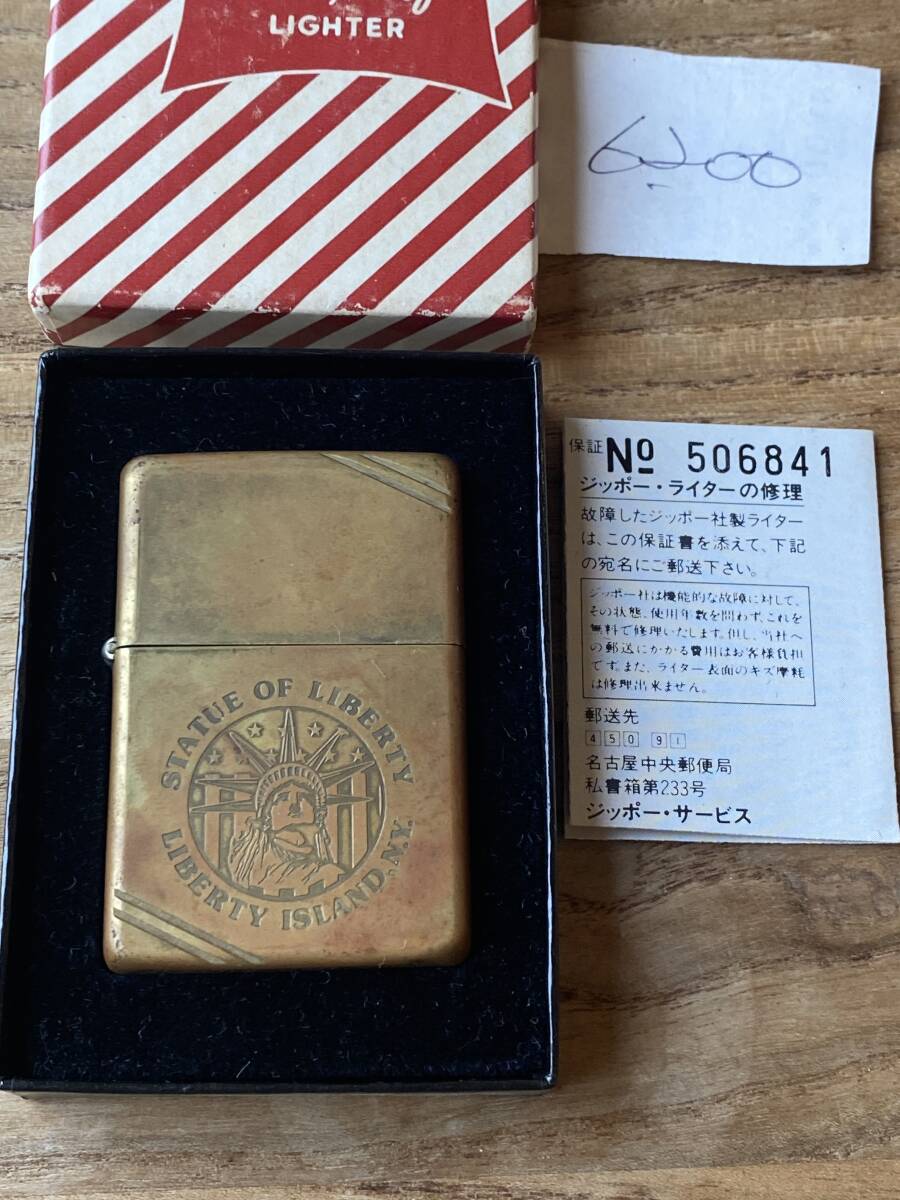 LIGHTER
6200
保証 No 506841
ジッポー・ライターの修理
故障したジッポー社製ライター
は、この保証書を添えて、下記
の宛名にご郵送下さい。
ジッポー社は機能的な故障に対して、
その状態、使用年数を問わず、これを
無料で修理いたします。但し、当社へ
の郵送にかかる費用はお客様負担
です。また、ライター表面のキズ摩耗
は修理出来ません。
郵送先
450 91
名古屋中央郵便局
私書箱第233号
ジッポー・サービス
STATUE OF LIBERTY
LIBERTY ISLAND, N.Y.